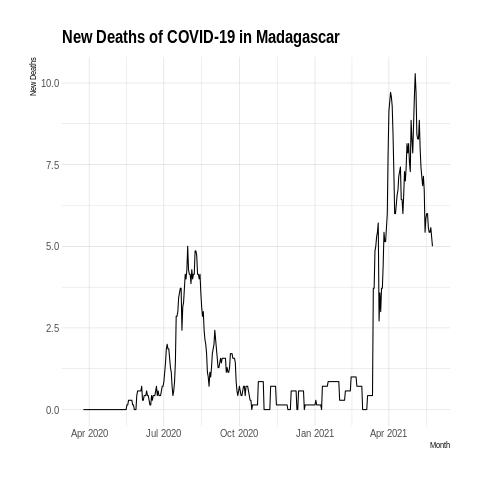 New Deaths of COVID-19 in Madagascar
New Deaths
10.0
7.5
5.0
2.5
0.0
Apr 2020 Jul 2020 Oct 2020 Jan 2021 Apr 2021
Month